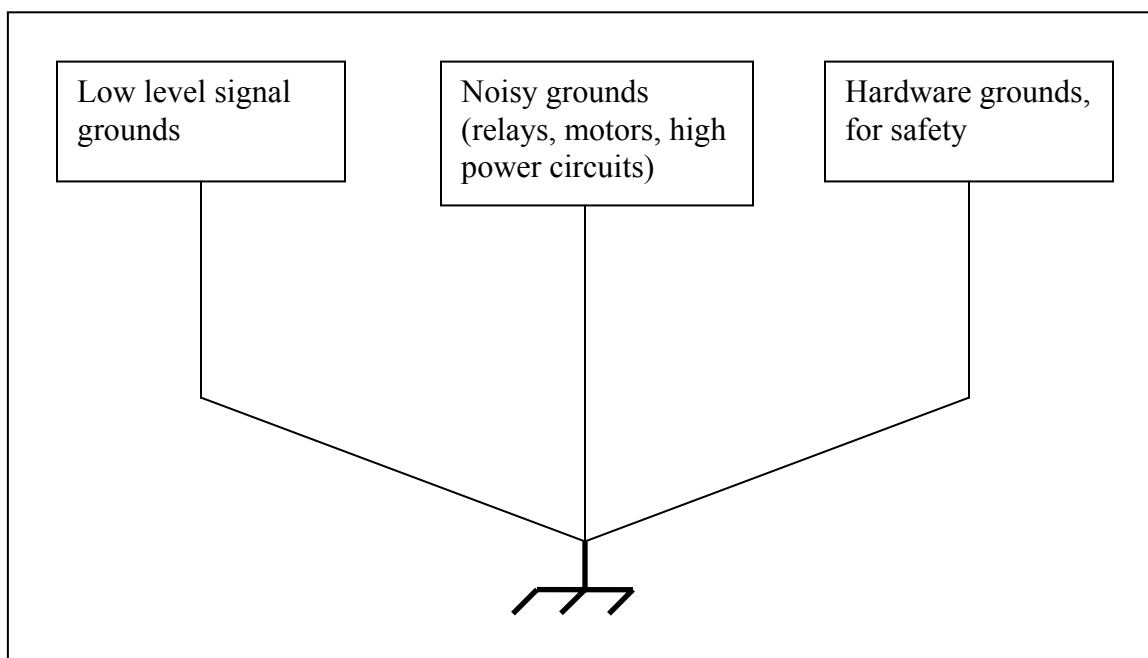 Low level signal
grounds
Noisy grounds
(relays, motors, high
power circuits)
Hardware grounds,
for safety